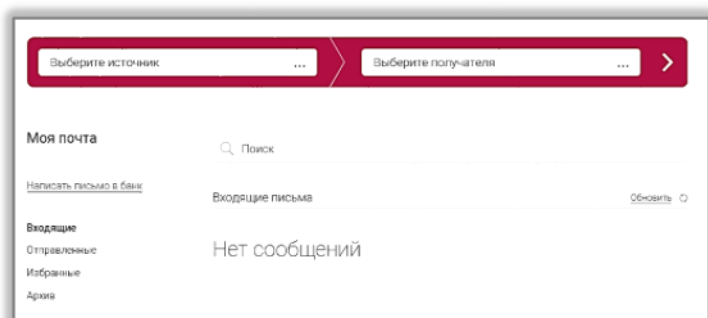 Выберите источник ... Выберите получателя ...
Моя почта
Поиск
Написать письмо в банк
Входящие письма Обновить
Входящие
Отправленные
Нет сообщений
Избранные
Архив